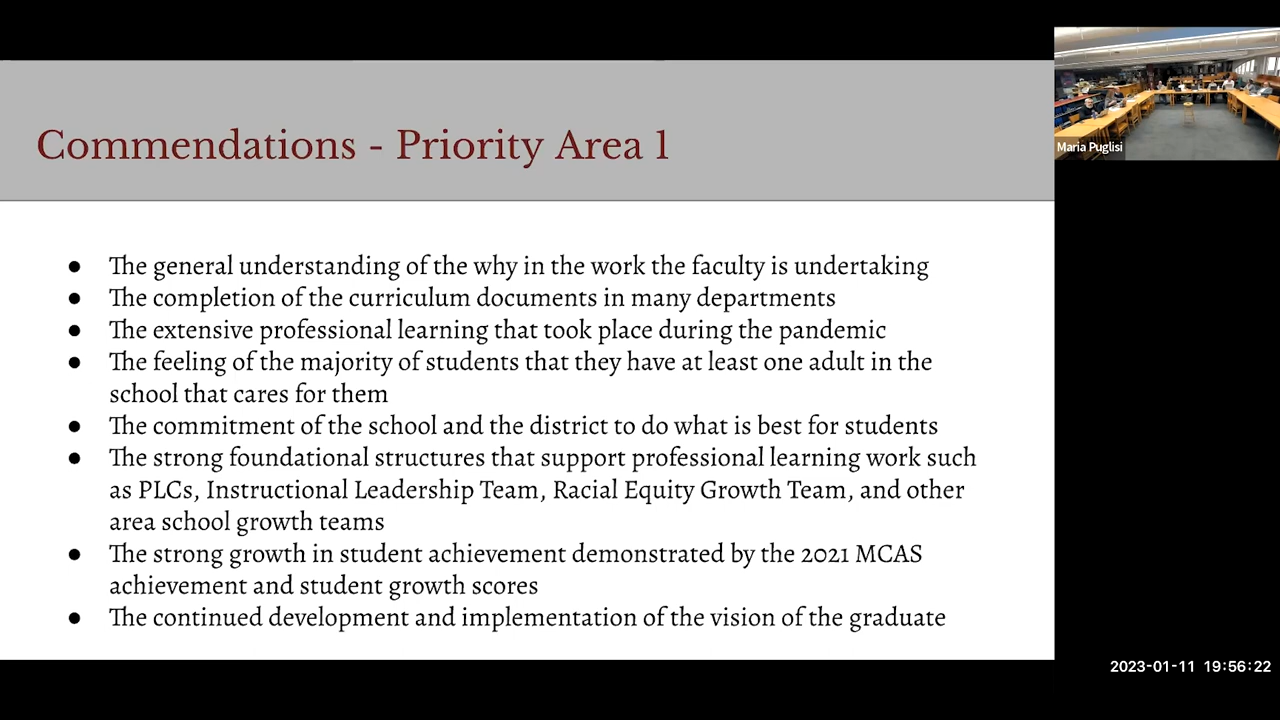 Commendations - Priority Area 1
Maria Puglisi
● The general understanding of the why in the work the faculty is undertaking
● The completion of the curriculum documents in many departments
● The extensive professional learning that took place during the pandemic
● The feeling of the majority of students that they have at least one adult in the
school that cares for them
● The commitment of the school and the district to do what is best for students
● The strong foundational structures that support professional learning work such
as PLCs, Instructional Leadership Team, Racial Equity Growth Team, and other
area school growth teams
● The strong growth in student achievement demonstrated by the 2021 MCAS
achievement and student growth scores
● The continued development and implementation of the vision of the graduate
2023-01-11 19:56:22